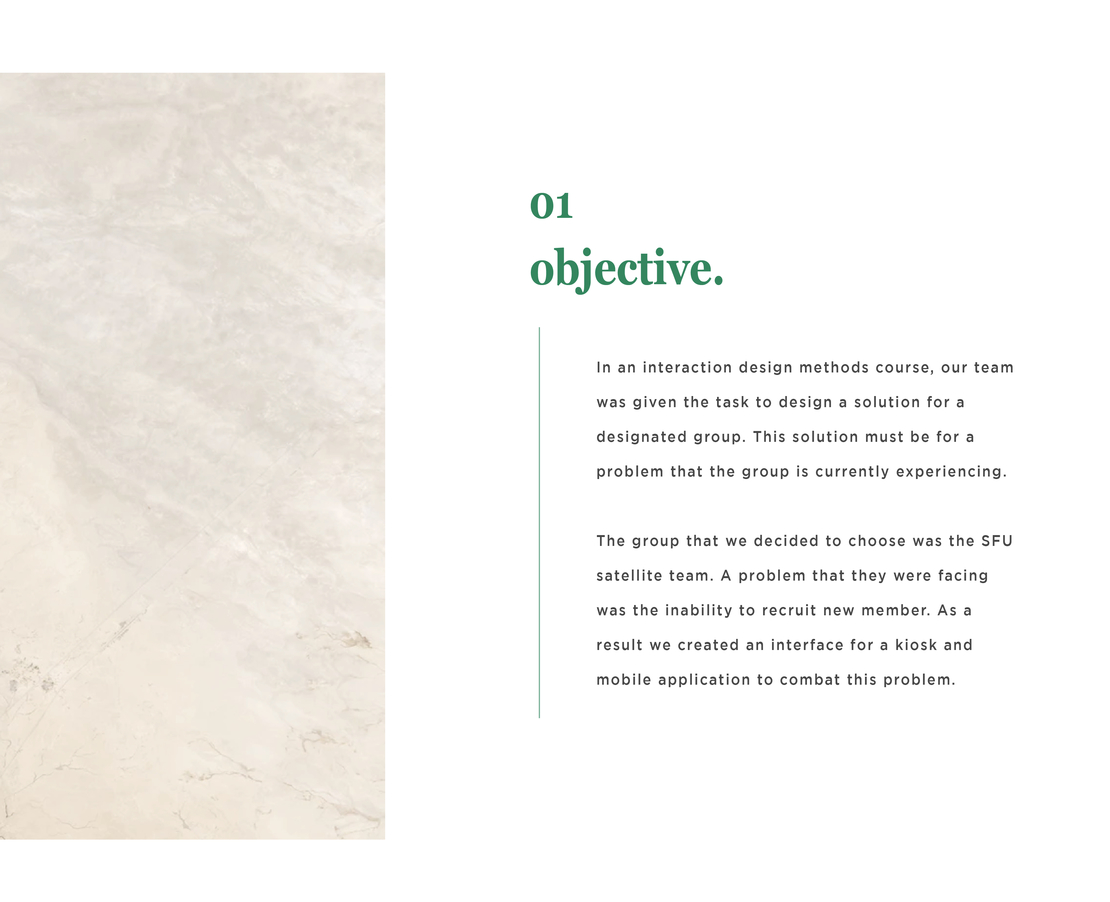 01
objective.
In an interaction design methods course, our team
was given the task to design a solution for a
designated group. This solution must be for a
problem that the group is currently experiencing.
The group that we decided to choose was the SFU
satellite team. A problem that they were facing
was the inability to recruit new member. As a
result we created an interface for a kiosk and
mobile application to combat this problem.